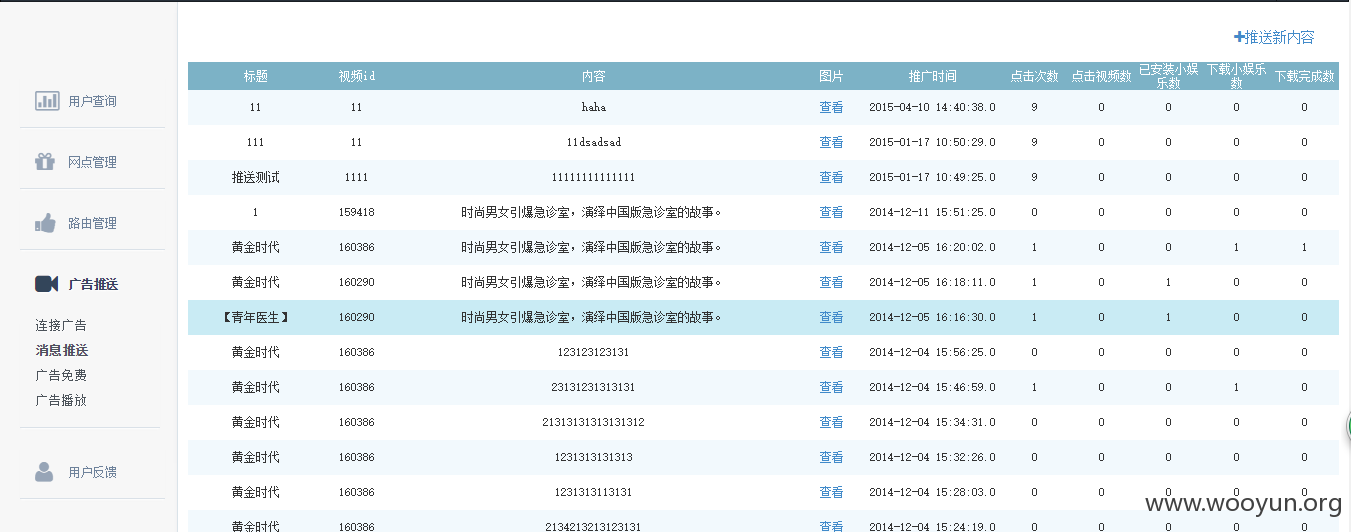 推送新内容
标题 视频id 内容 图片 推广时间 点击次数 点击视频数 已安装小娱乐数 下载小娱乐数 下载完成数
11 11 haha 查看 2015-04-10 14:40:38.0 9 0 0 0 0
111 11 11dsadsad 查看 2015-01-17 10:50:29.0 9 0 0 0 0
推送测试 1111 11111111111111 查看 2015-01-17 10:49:25.0 9 0 0 0 0
1 159418 时尚男女引爆急诊室，演绎中国版急诊室的故事。 查看 2014-12-11 15:51:25.0 0 0 0 0 0
黄金时代 160386 时尚男女引爆急诊室，演绎中国版急诊室的故事。 查看 2014-12-05 16:20:02.0 1 0 0 1 1
黄金时代 160290 时尚男女引爆急诊室，演绎中国版急诊室的故事。 查看 2014-12-05 16:18:11.0 1 0 1 0 0
【青年医生】 160290 时尚男女引爆急诊室，演绎中国版急诊室的故事。 查看 2014-12-05 16:16:30.0 1 0 1 0 0
黄金时代 160386 123123123131 查看 2014-12-04 15:56:25.0 0 0 0 0 0
黄金时代 160386 23131231313131 查看 2014-12-04 15:46:59.0 1 0 0 1 0
黄金时代 160386 21313131313131312 查看 2014-12-04 15:34:31.0 0 0 0 0 0
黄金时代 160386 1231313131313 查看 2014-12-04 15:32:26.0 0 0 0 0 0
黄金时代 160386 1231313113131 查看 2014-12-04 15:28:03.0 0 0 0 0 0
黄金时代 160386 2134213213123131 查看 2014-12-04 15:24:19.0 0 0 0 0 0
用户查询
网点管理
路由管理
广告推送
连接广告
消息推送
广告免费
广告播放
用户反馈
www.wooyun.org